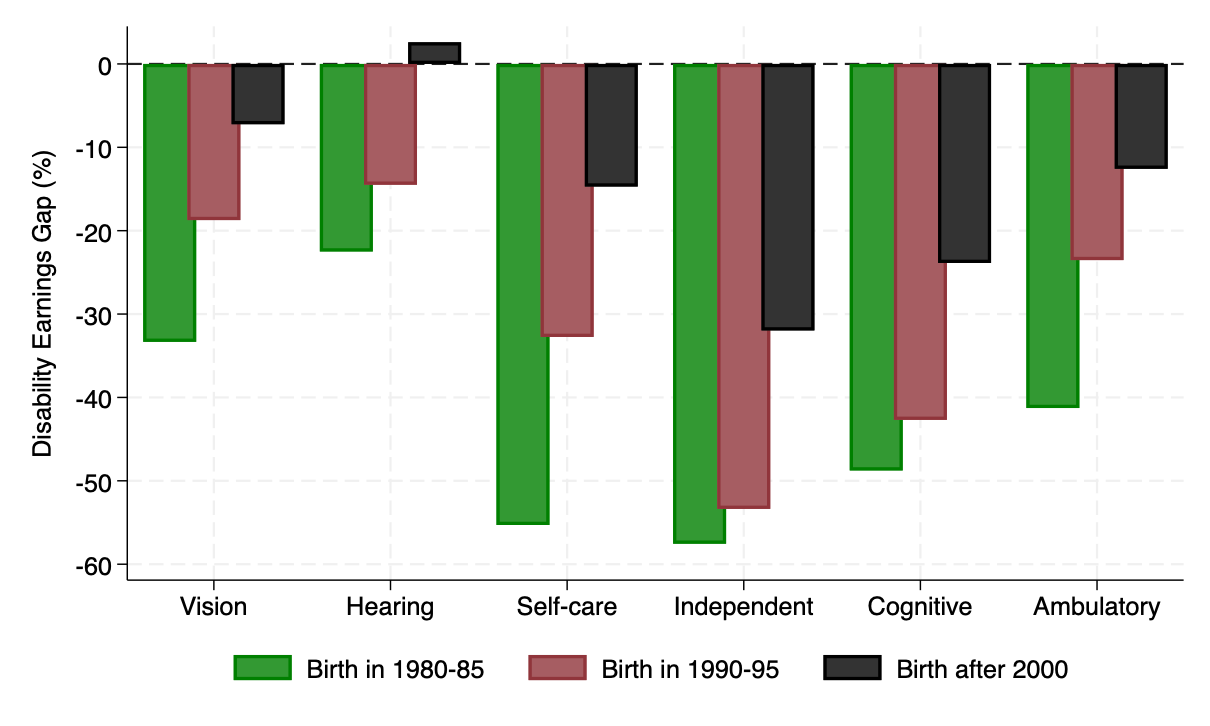 Disability Earnings Gap (%)
0
-10
-20
-30
-40
-50
-60
Vision Hearing Self-care Independent Cognitive Ambulatory
Birth in 1980-85 Birth in 1990-95 Birth after 2000